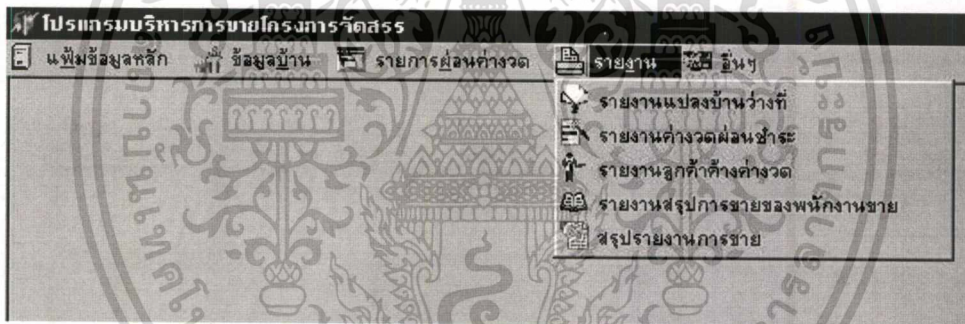 โปรแกรมบริหารการขายโครงการจัดสรร
แฟ้มข้อมูลหลัก ข้อมูลบ้าน รายการผ่อนค่างวด รายงาน อื่นๆ
รายงานแปลงบ้านว่างที่
รายงานค่างวดผ่อนชำระ
รายงานลูกค้าค้างค่างวด
รายงานสรุปการขายของพนักงานขาย
สรุปรายงานการขาย